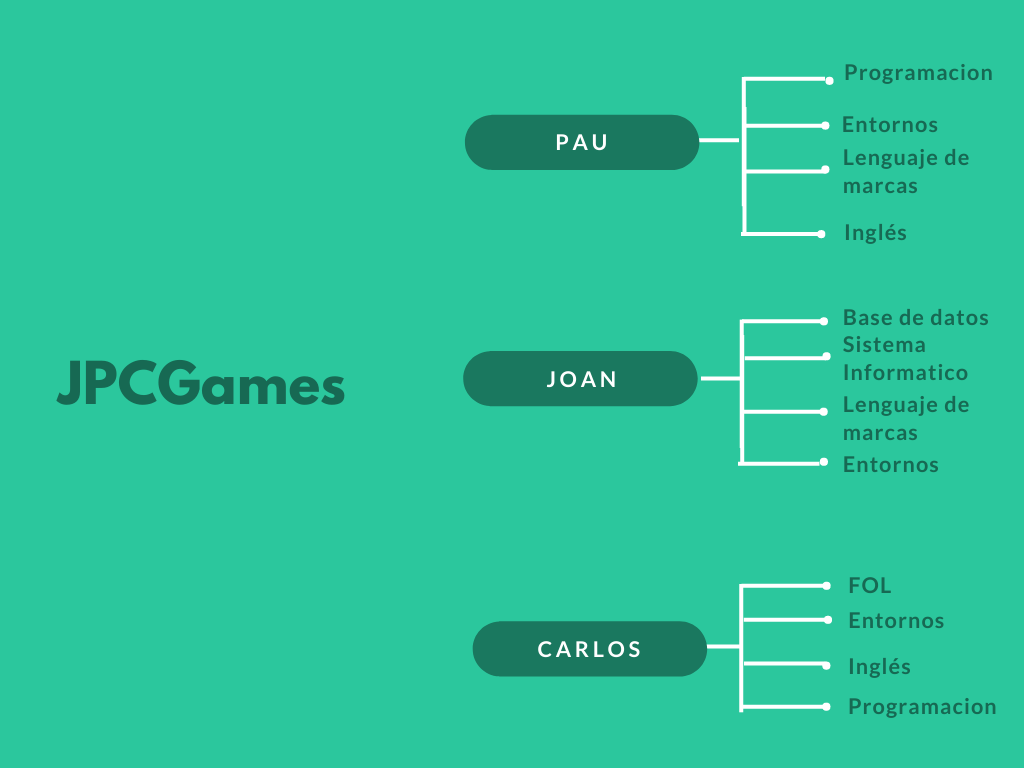 JPCGames
PAU
Programacion
Entornos
Lenguaje de
marcas
Inglés
JOAN
Base de datos
Sistema
Informatico
Lenguaje de
marcas
Entornos
CARLOS
FOL
Entornos
Inglés
Programacion